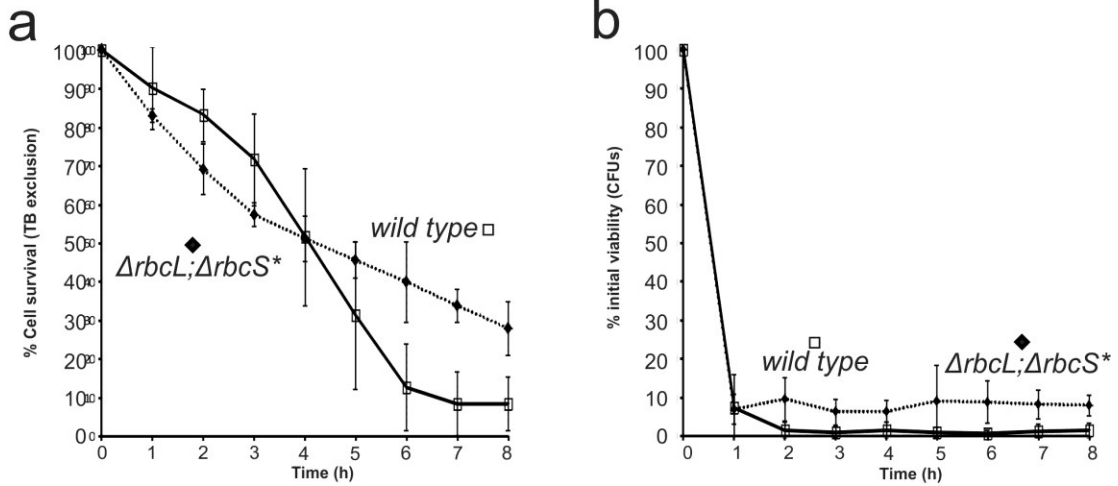 a
% Cell survival (TB exclusion)
100
90
80
70
60
50
40
30
20
10
0
wild type
ΔrbcL;ΔrbcS*
0 1 2 3 4 5 6 7 8
Time (h)
b
% initial viability (CFUs)
100
90
80
70
60
50
40
30
20
10
0
wild type
ΔrbcL;ΔrbcS*
0 1 2 3 4 5 6 7 8
Time (h)